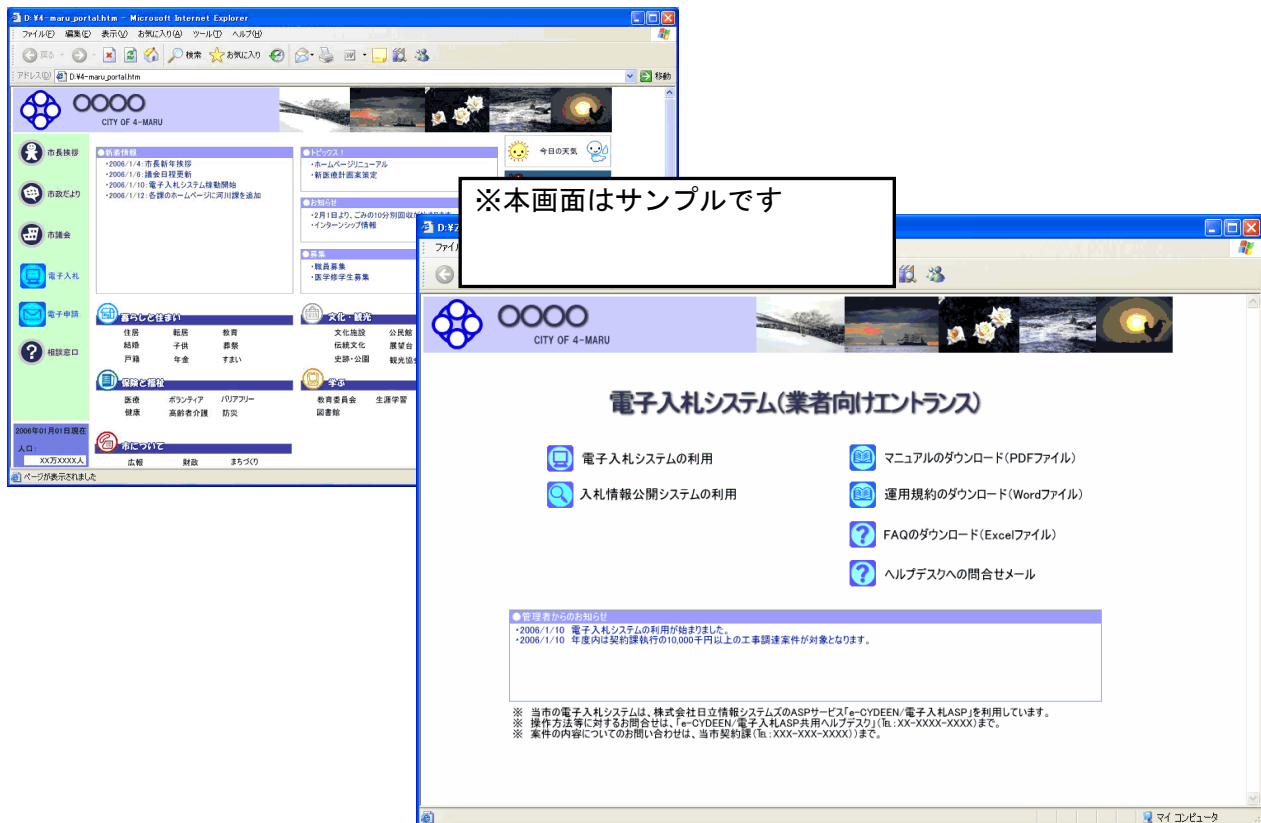 D:¥4-maru_portal.htm - Microsoft Internet Explorer
ファイル(F) 編集(E) 表示(V) お気に入り(A) ツール(T) ヘルプ(H)
戻る 検索 お気に入り
アドレス(D) D:¥4-maru_portal.htm 移動
〇〇〇〇
CITY OF 4-MARU
市長挨拶
市政だより
市議会
電子入札
電子申請
相談窓口
2006年01月01日現在
人口:
XX万XXXX人
●新着情報
・2006/1/4:市長新年挨拶
・2006/1/6:議会日程更新
・2006/1/10:電子入札システム稼動開始
・2006/1/12:各課のホームページに河川課を追加
●トピックス!
・ホームページリニューアル
・新医療計画案策定
●お知らせ
・2月1日より、ごみの10分別回収が
・インターンシップ情報
●募集
・職員募集
・医学修学生募集
今日の天気
暮らしと住まい
住居 転居 教育
結婚 子供 葬祭
戸籍 年金 すまい
文化・観光
文化施設 公民館
伝統文化 展望台
史跡・公園 観光協
保険と福祉
医療 ボランティア バリアフリー
健康 高齢者介護 防災
学ぶ
教育委員会 生涯学習
図書館
市について
広報 財政 まちづくり
ページが表示されました
※本画面はサンプルです
D:¥2
ファイル
〇〇〇〇
CITY OF 4-MARU
電子入札システム(業者向けエントランス)
電子入札システムの利用
入札情報公開システムの利用
マニュアルのダウンロード(PDFファイル)
運用規約のダウンロード(Wordファイル)
FAQのダウンロード(Excelファイル)
ヘルプデスクへの問合せメール
●管理者からのお知らせ
・2006/1/10 電子入札システムの利用が始まりました。
・2006/1/10 年度内は契約課執行の10,000千円以上の工事調達案件が対象となります。
※ 当市の電子入札システムは、株式会社日立情報システムズのASPサービス「e-CYDEEN/電子入札ASP」を利用しています。
※ 操作方法等に対するお問合せは、「e-CYDEEN/電子入札ASP共用ヘルプデスク」(℡:XX-XXXX-XXXX)まで。
※ 案件の内容についてのお問い合わせは、当市契約課(℡:XXX-XXX-XXXX))まで。
マイ コンピュータ